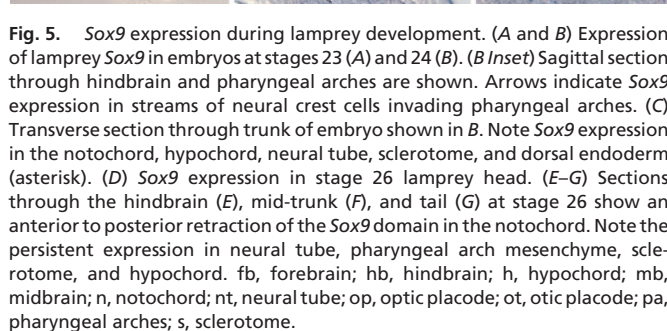 Fig. 5. Sox9 expression during lamprey development. (A and B) Expression
of lamprey Sox9 in embryos at stages 23 (A) and 24 (B). (B Inset) Sagittal section
through hindbrain and pharyngeal arches are shown. Arrows indicate Sox9
expression in streams of neural crest cells invading pharyngeal arches. (C)
Transverse section through trunk of embryo shown in B. Note Sox9 expression
in the notochord, hypochord, neural tube, sclerotome, and dorsal endoderm
(asterisk). (D) Sox9 expression in stage 26 lamprey head. (E–G) Sections
through the hindbrain (E), mid-trunk (F), and tail (G) at stage 26 show an
anterior to posterior retraction of the Sox9 domain in the notochord. Note the
persistent expression in neural tube, pharyngeal arch mesenchyme, scle-
rotome, and hypochord. fb, forebrain; hb, hindbrain; h, hypochord; mb,
midbrain; n, notochord; nt, neural tube; op, optic placode; ot, otic placode; pa,
pharyngeal arches; s, sclerotome.